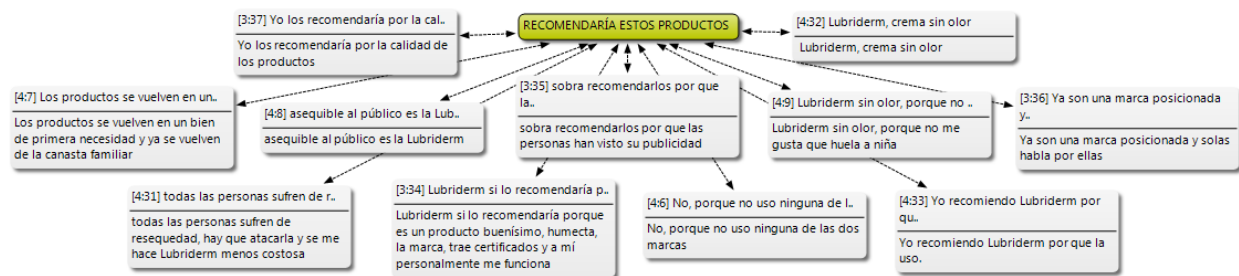 RECOMENDARÍA ESTOS PRODUCTOS
[3:37] Yo los recomendaría por la cal..
Yo los recomendaría por la calidad de
los productos
[4:32] Lubriderm, crema sin olor
Lubriderm, crema sin olor
[4:7] Los productos se vuelven en un..
Los productos se vuelven en un bien
de primera necesidad y ya se vuelven
de la canasta familiar
[4:8] asequible al público es la Lub..
asequible al público es la Lubriderm
[3:35] sobra recomendarlos por que
la..
sobra recomendarlos por que las
personas han visto su publicidad
[4:9] Lubriderm sin olor, porque no ..
Lubriderm sin olor, porque no me
gusta que huela a niña
[3:36] Ya son una marca posicionada
y..
Ya son una marca posicionada y solas
habla por ellas
[4:31] todas las personas sufren de r..
todas las personas sufren de
resequedad, hay que atacarla y se me
hace Lubriderm menos costosa
[3:34] Lubriderm si lo recomendaría p..
Lubriderm si lo recomendaría porque
es un producto buenísimo, humecta,
la marca, trae certificados y a mí
personalmente me funciona
[4:6] No, porque no uso ninguna de l..
No, porque no uso ninguna de las dos
marcas
[4:33] Yo recomiendo Lubriderm por
qu..
Yo recomiendo Lubriderm por que la
uso.